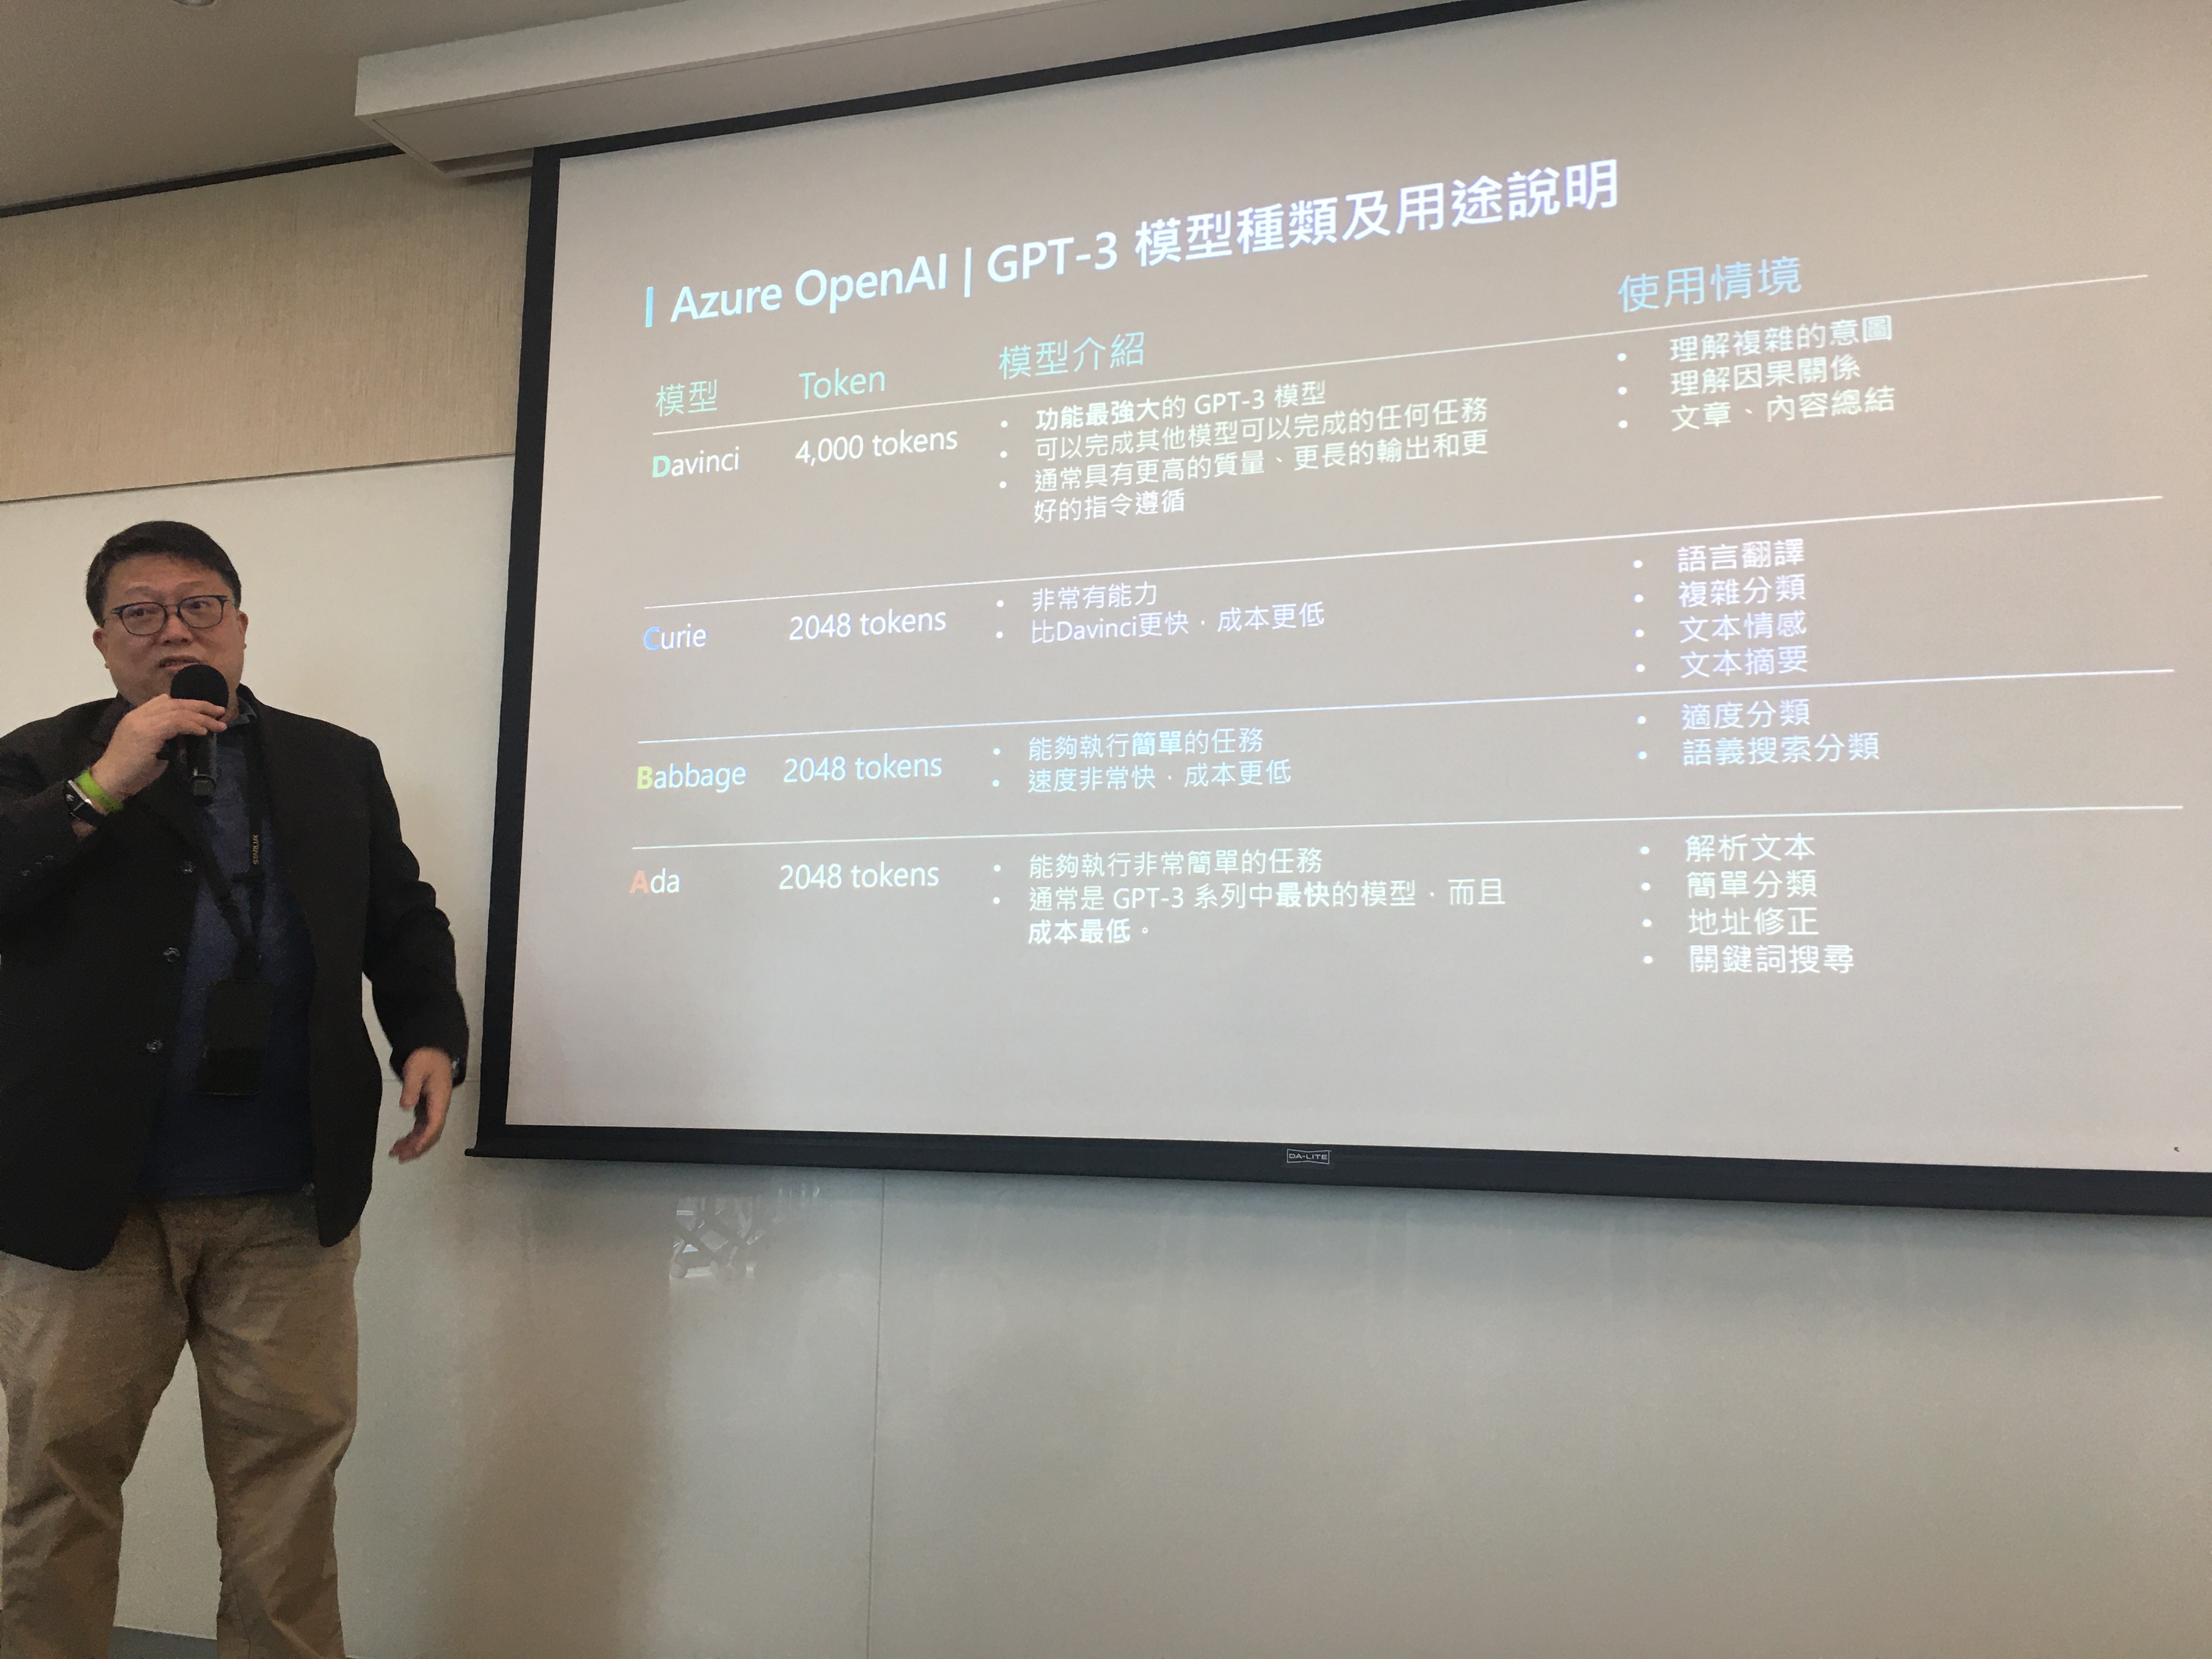 Azure OpenAI | GPT-3 模型種類及用途說明
模型 Token 模型介紹 使用情境
Davinci 4,000 tokens
• 功能最強大的 GPT-3 模型
• 可以完成其他模型可以完成的任何任務
• 通常具有更高的質量、更長的輸出和更
好的指令遵循
• 理解複雜的意圖
• 理解因果關係
• 文章、內容總結
Curie 2048 tokens
• 非常有能力
• 比Davinci更快，成本更低
• 語言翻譯
• 複雜分類
• 文本情感
• 文本摘要
Babbage 2048 tokens
• 能夠執行簡單的任務
• 速度非常快，成本更低
• 適度分類
• 語義搜索分類
Ada 2048 tokens
• 能夠執行非常簡單的任務
• 通常是 GPT-3 系列中最快的模型，而且
成本最低。
• 解析文本
• 簡單分類
• 地址修正
• 關鍵詞搜尋
DA-LITE